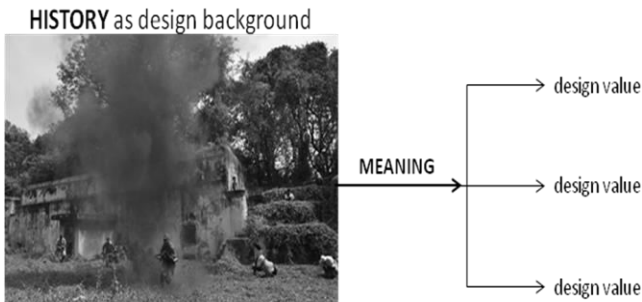 HISTORY as design background
design value
MEANING
design value
design value